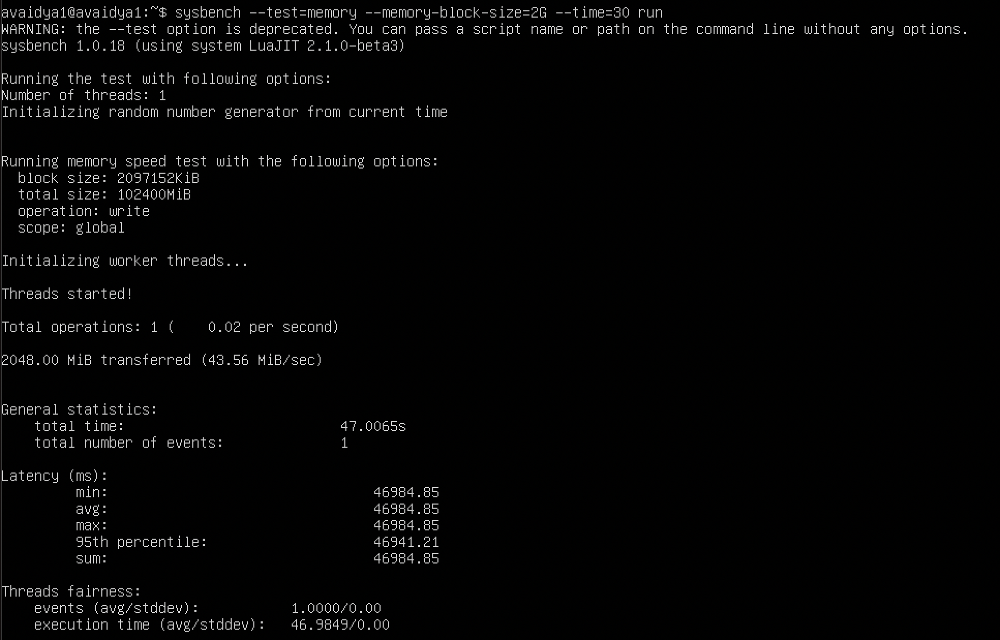 avaidya1@avaidya1:~$ sysbench --test=memory --memory-block-size=2G --time=30 run
WARNING: the --test option is deprecated. You can pass a script name or path on the command line without any options.
sysbench 1.0.18 (using system LuaJIT 2.1.0-beta3)
Running the test with following options:
Number of threads: 1
Initializing random number generator from current time
Running memory speed test with the following options:
block size: 2097152KiB
total size: 102400MiB
operation: write
scope: global
Initializing worker threads...
Threads started!
Total operations: 1 (    0.02 per second)
2048.00 MiB transferred (43.56 MiB/sec)
General statistics:
total time:                          47.0065s
total number of events:              1
Latency (ms):
min:                                46984.85
avg:                                46984.85
max:                                46984.85
95th percentile:                    46941.21
sum:                                46984.85
Threads fairness:
events (avg/stddev):           1.0000/0.00
execution time (avg/stddev):   46.9849/0.00